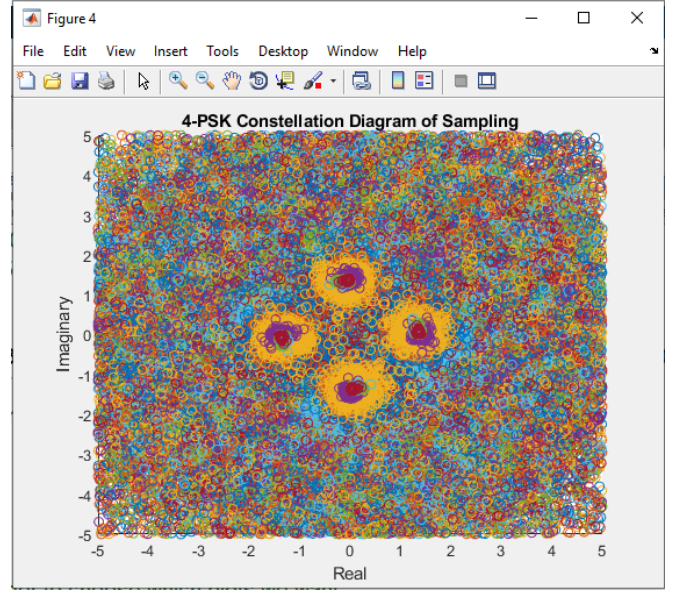 Figure 4
File Edit View Insert Tools Desktop Window Help
4-PSK Constellation Diagram of Sampling
5
4
3
2
1
0
-1
-2
-3
-4
-5
Imaginary
-5 -4 -3 -2 -1 0 1 2 3 4 5
Real